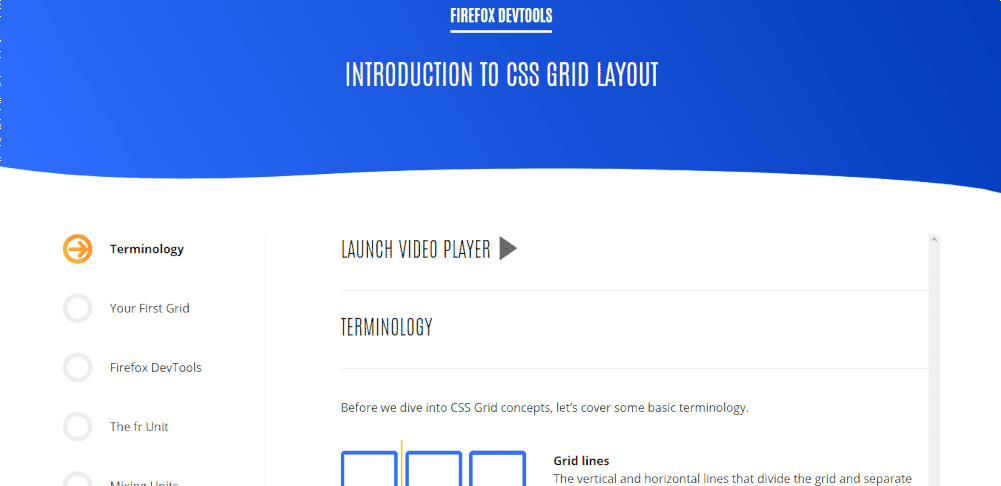 FIREFOX DEVTOOLS
INTRODUCTION TO CSS GRID LAYOUT
Terminology
Your First Grid
Firefox DevTools
The fr Unit
Mixing Units
LAUNCH VIDEO PLAYER
TERMINOLOGY
Before we dive into CSS Grid concepts, let’s cover some basic terminology.
Grid lines
The vertical and horizontal lines that divide the grid and separate